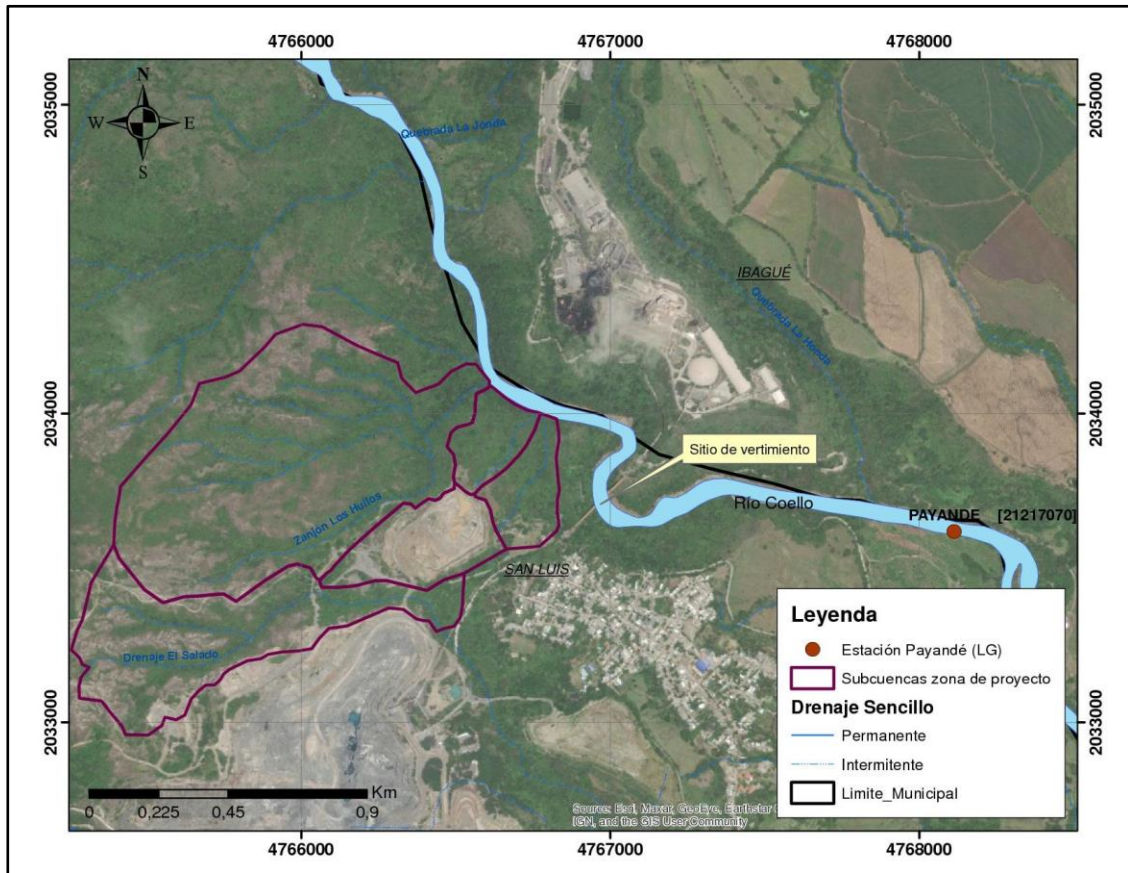 4766000
4767000
4768000
N
W
E
S
2035000
2035000
Quebrada La Jonda
IBAGUÉ
Quebrada La Honda
2034000
2034000
Sitio de vertimiento
Río Coello
PAYANDE [21217070]
Zanjon Los Huilos
SAN LUIS
Drenaje El Salado
2033000
2033000
Leyenda
Estación Payandé (LG)
Subcuencas zona de proyecto
Drenaje Sencillo
Permanente
Intermitente
Limite_Municipal
Km
0 0,225 0,45 0,9
Source: Esri, Maxar, GeoEye, Earthstar
IGN, and the GIS User Community
4766000
4767000
4768000